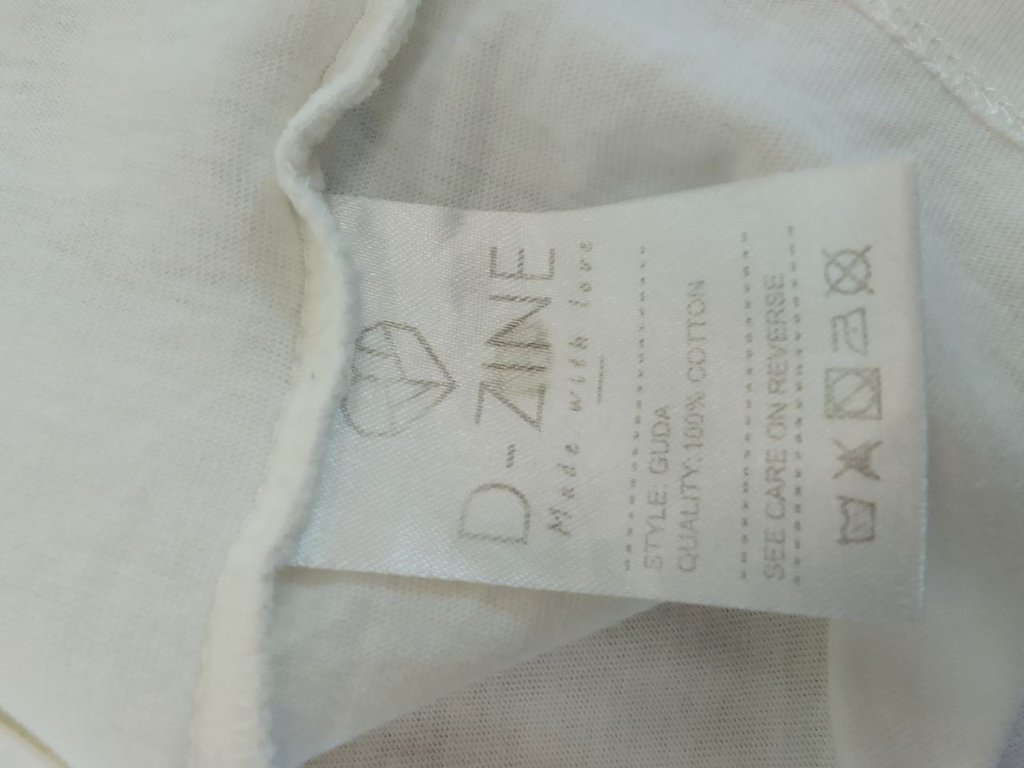 D-ZINE
Made with love
STYLE: GUDA
QUALITY: 100% COTTON
SEE CARE ON REVERSE